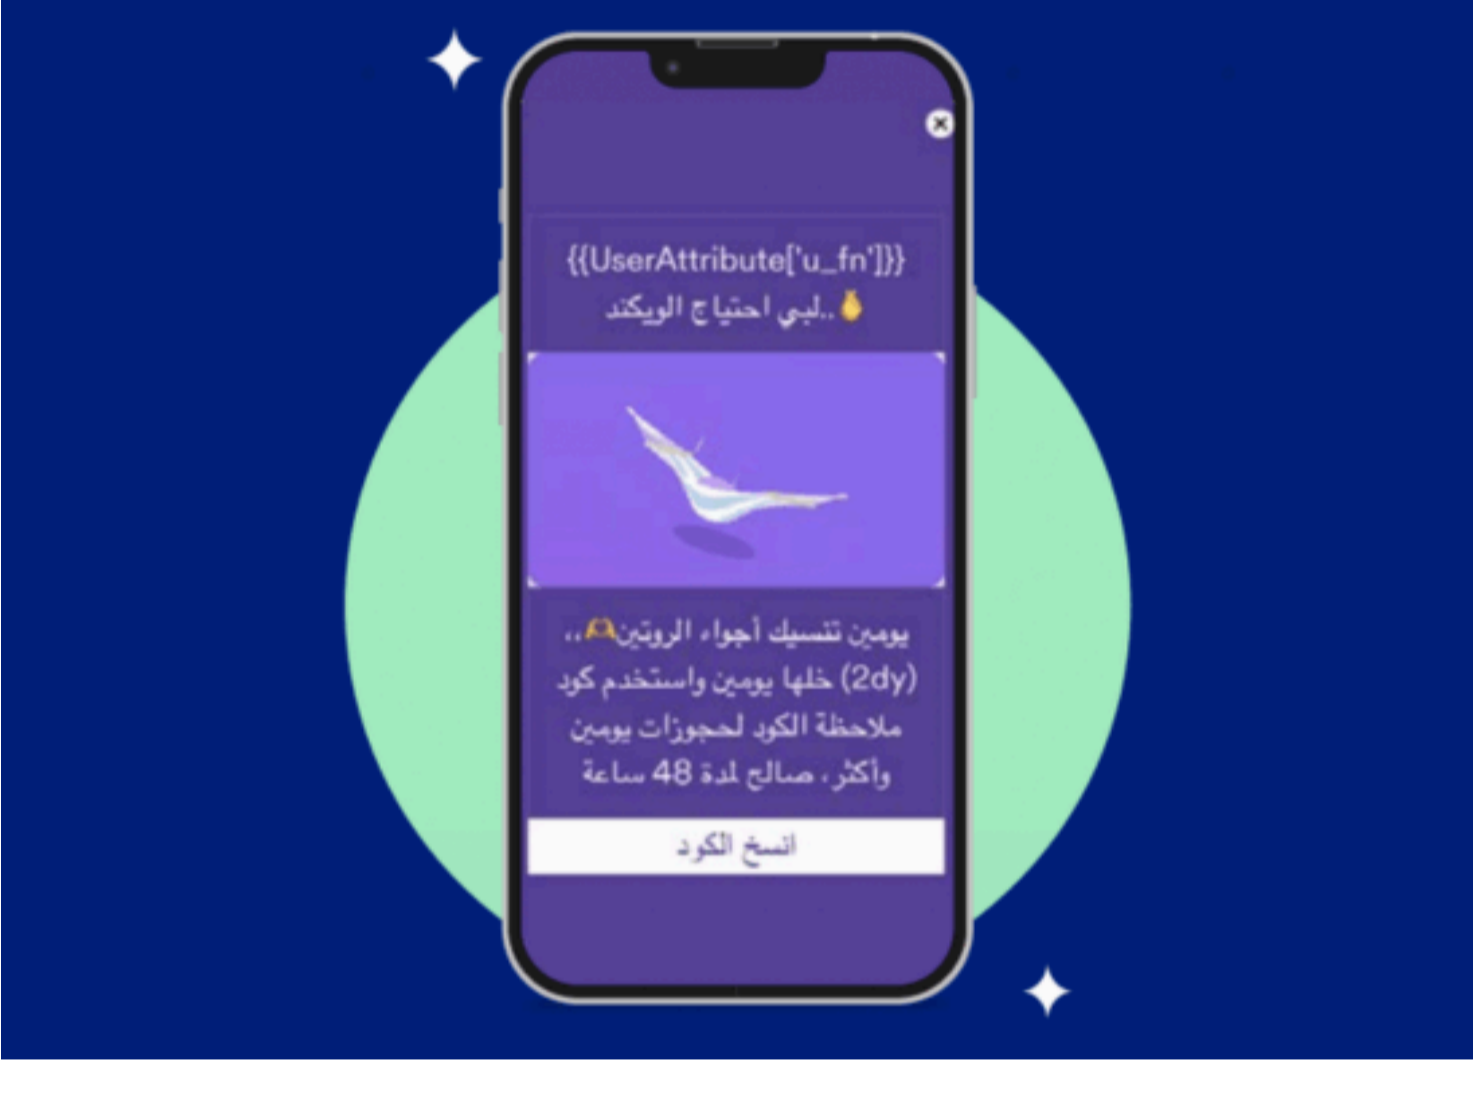 {{UserAttribute['u_fn']}}
🫰..لبي احتياج الويكند
يومين تنسيك أجواء الروتين🫶،،
خلها يومين واستخدم كود (2dy)
ملاحظة الكود لحجوزات يومين
وأكثر، صالح لمدة 48 ساعة
انسخ الكود